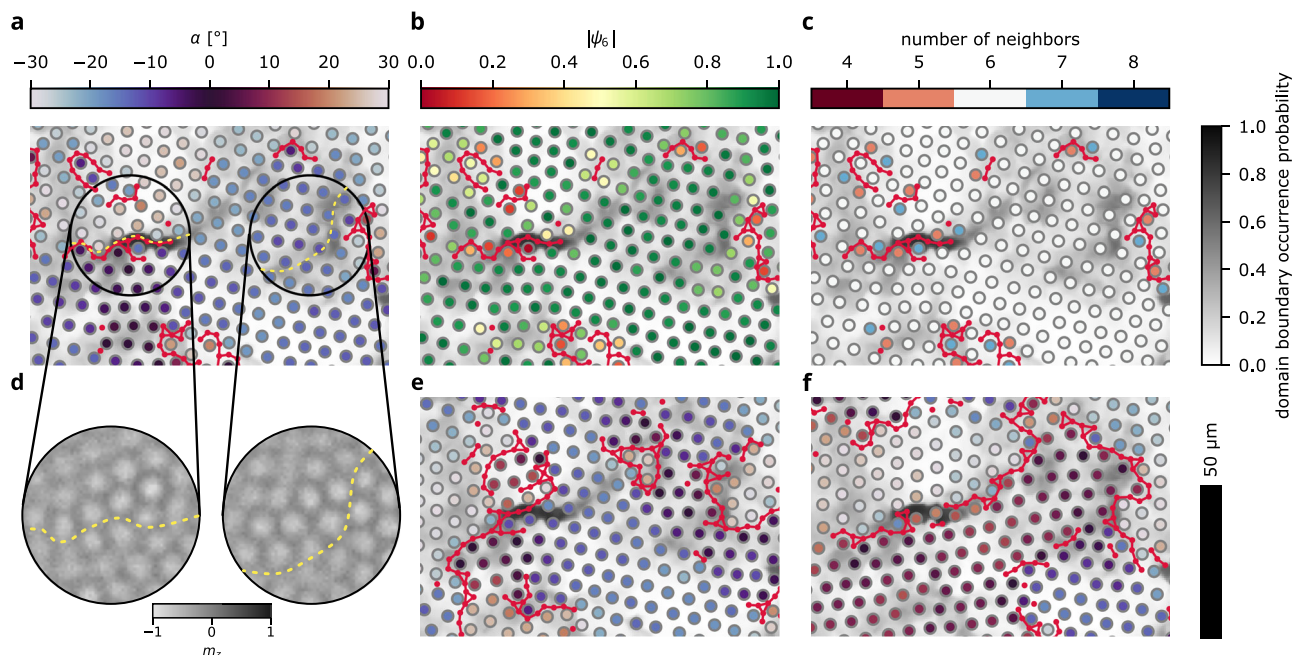 a
α [°]
−30 −20 −10 0 10 20 30
b
|ψ₆|
0.0 0.2 0.4 0.6 0.8 1.0
c
number of neighbors
4 5 6 7 8
1.0
0.8
0.6
0.4
0.2
0.0
domain boundary occurrence probability
d
−1 0 1
m_z
e
f
50 µm